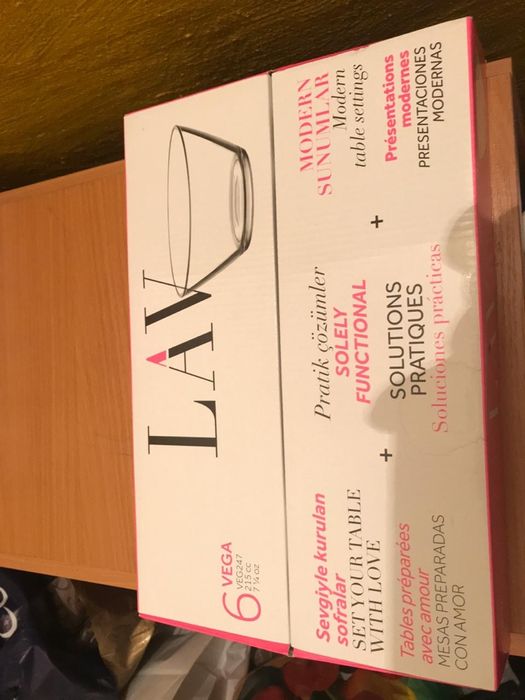 LAV
6 VEGA
VEG247
215 cc
7 ¼ oz
Sevgiyle kurulan
sofralar
SET YOUR TABLE
WITH LOVE
Tables préparées
avec amour
MESAS PREPARADAS
CON AMOR
+
Pratik çözümler
SOLELY
FUNCTIONAL
SOLUTIONS
PRATIQUES
Soluciones prácticas
+
MODERN
SUNUMLAR
Modern
table settings
Présentations
modernes
PRESENTACIONES
MODERNAS